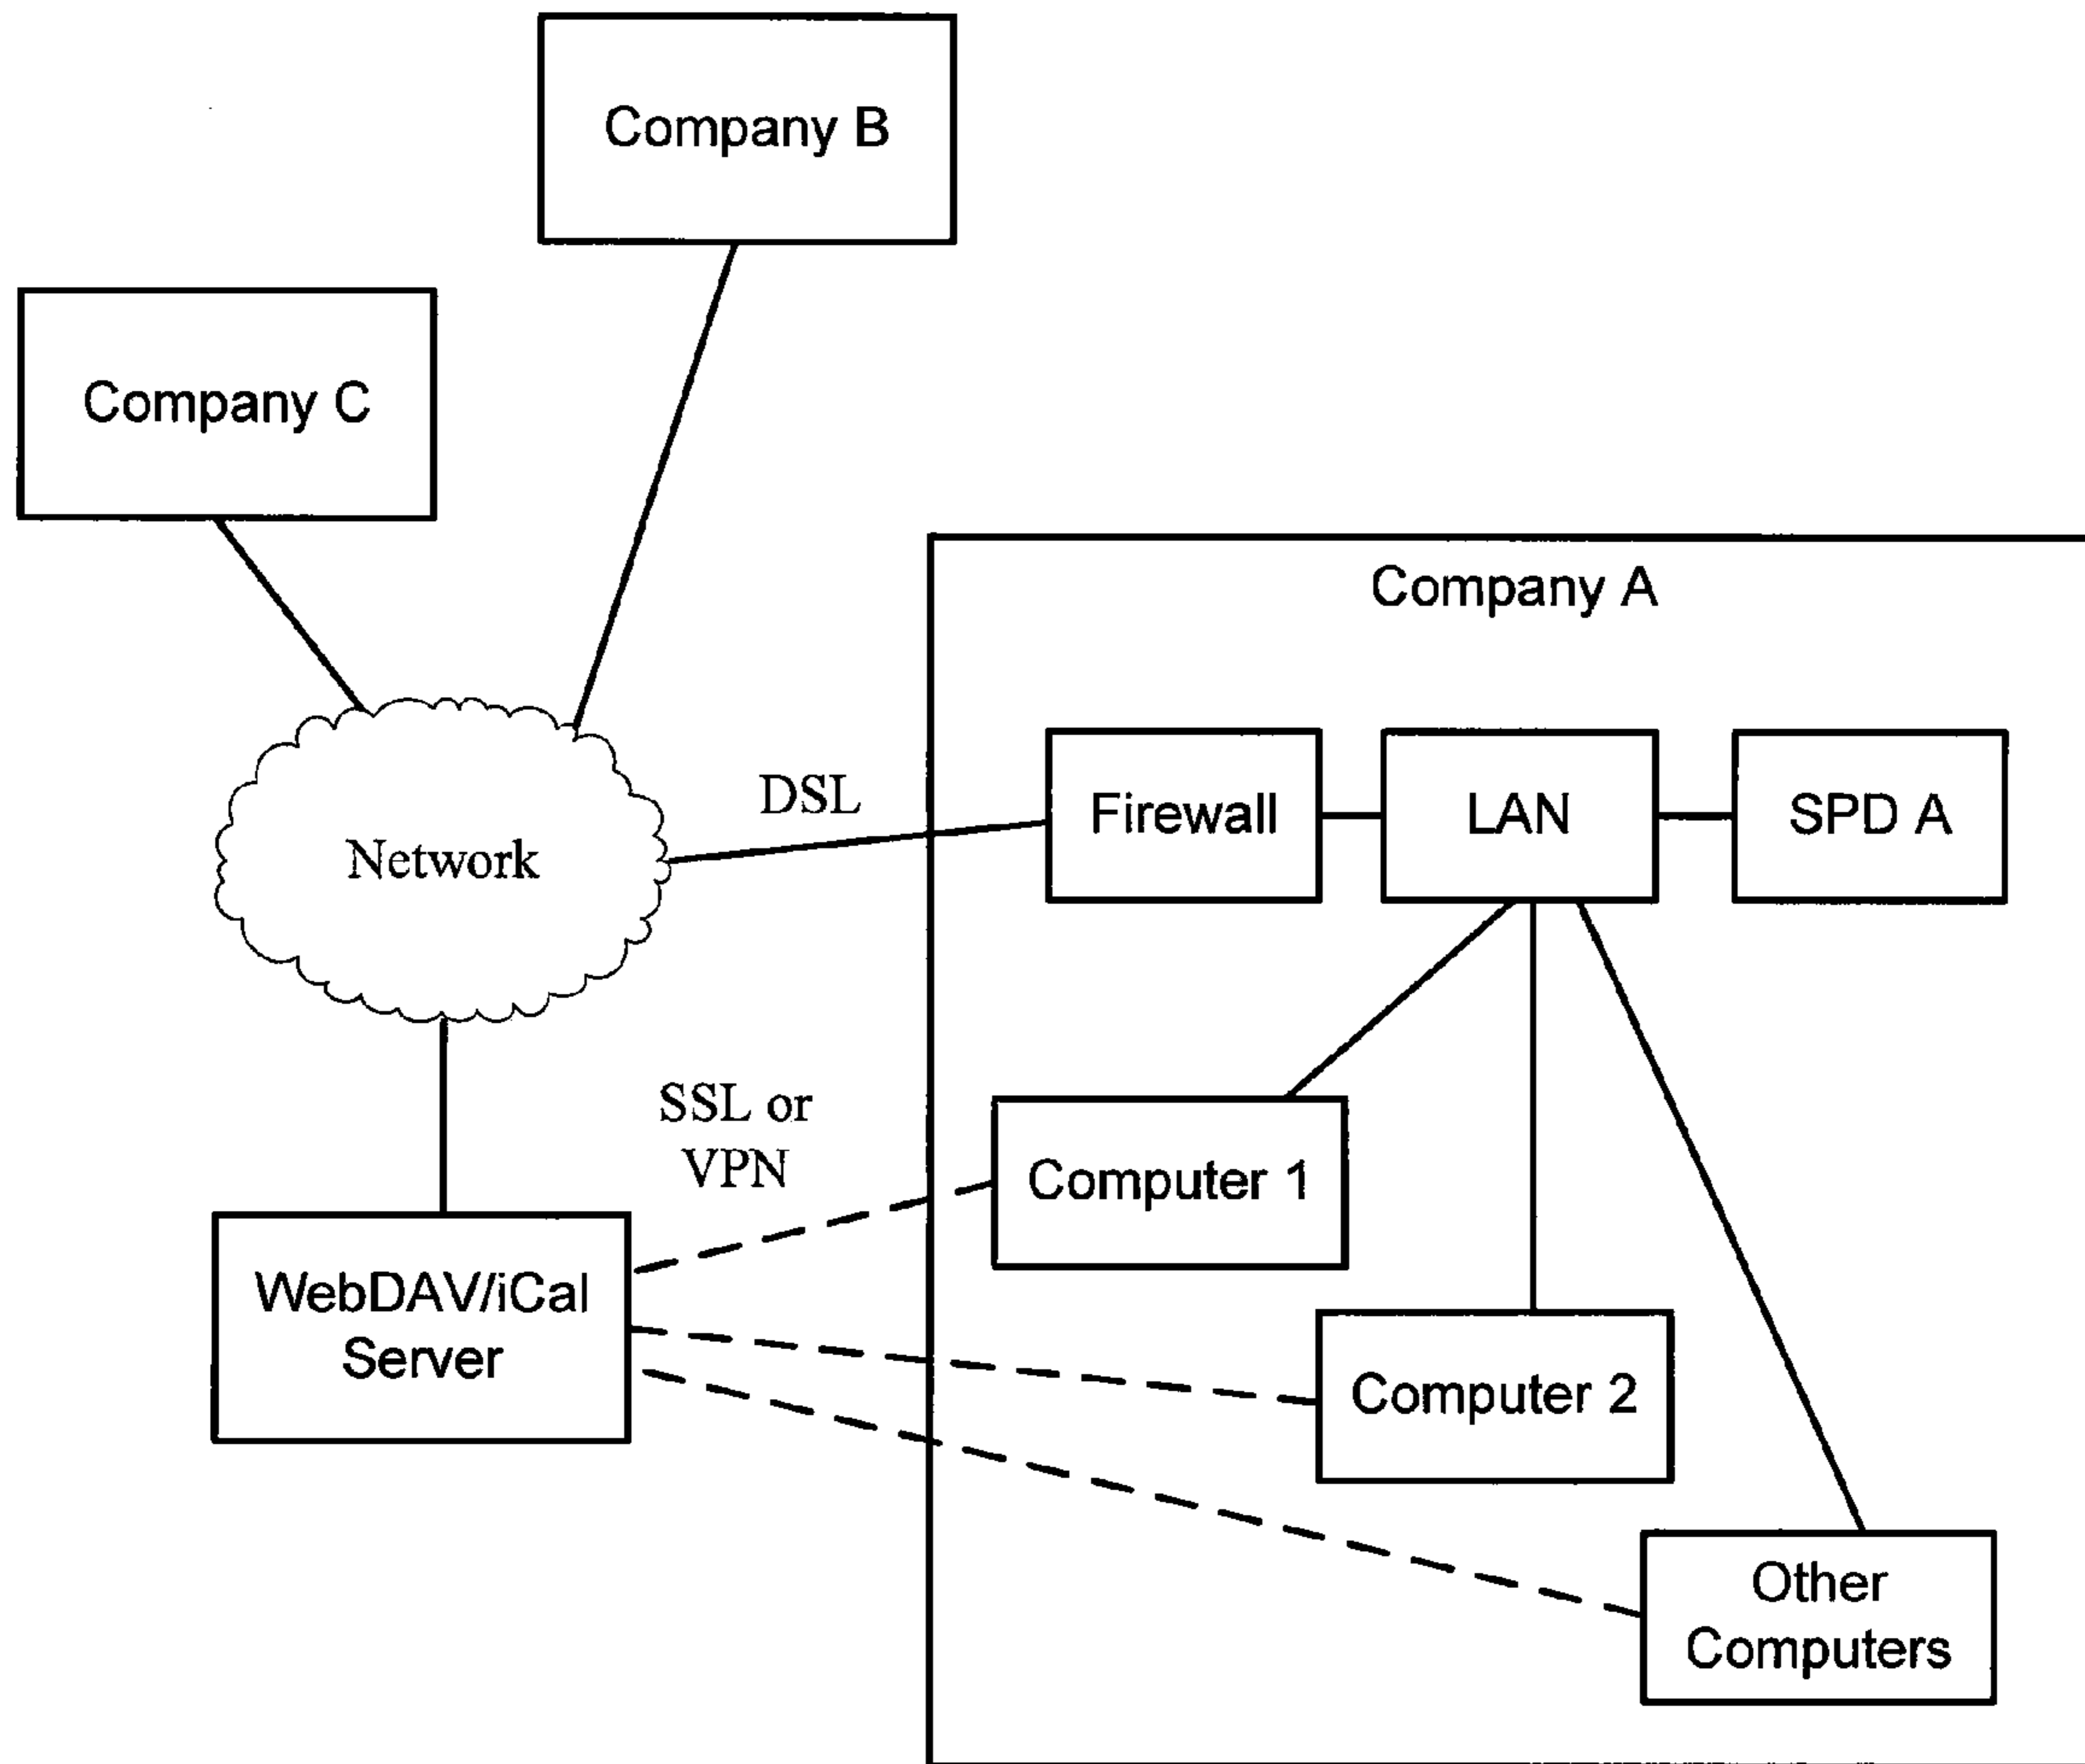 Company B
Company C
Company A
DSL
Firewall
LAN
SPD A
Network
SSL or
VPN
Computer 1
WebDAV/iCal
Server
Computer 2
Other
Computers